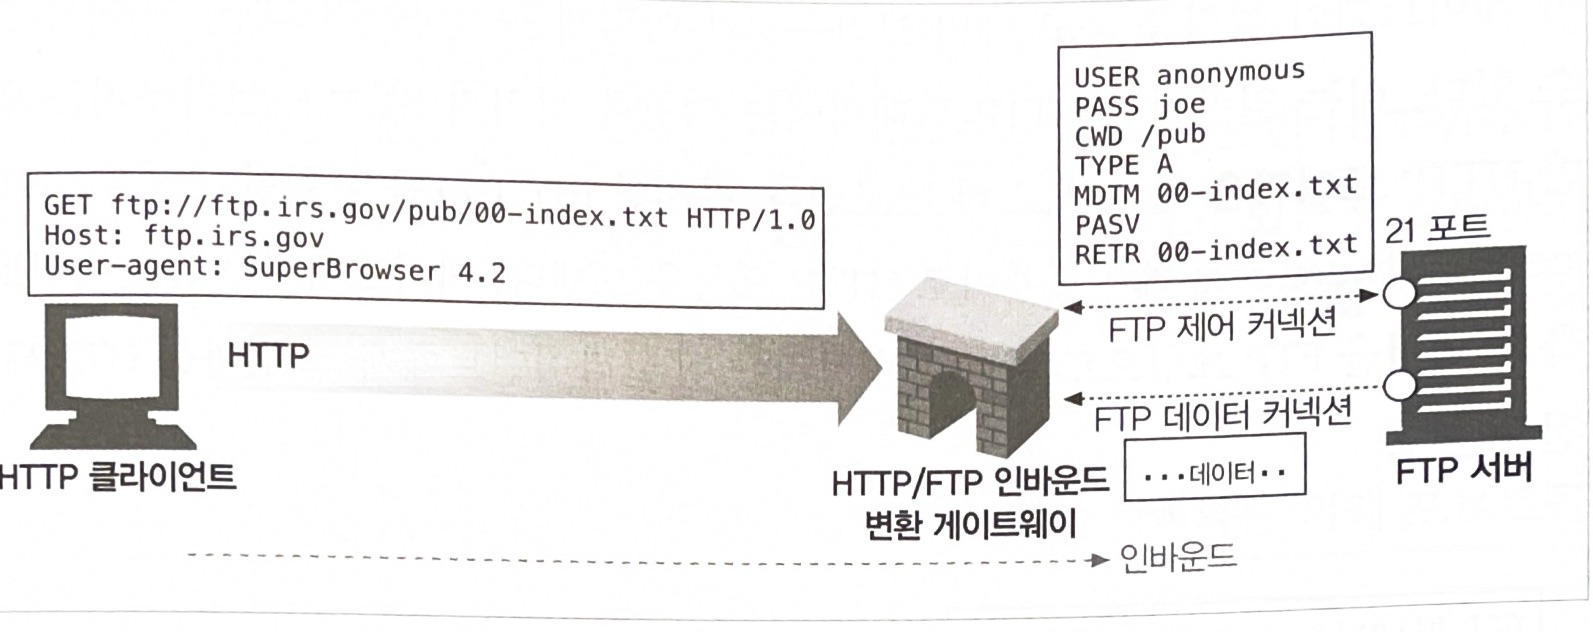 USER anonymous
PASS joe
CWD /pub
TYPE A
MDTM 00-index.txt
PASV
RETR 00-index.txt
GET ftp://ftp.irs.gov/pub/00-index.txt HTTP/1.0
Host: ftp.irs.gov
User-agent: SuperBrowser 4.2
21 포트
HTTP
FTP 제어 커넥션
FTP 데이터 커넥션
...데이터..
HTTP 클라이언트
HTTP/FTP 인바운드
변환 게이트웨이
FTP 서버
인바운드